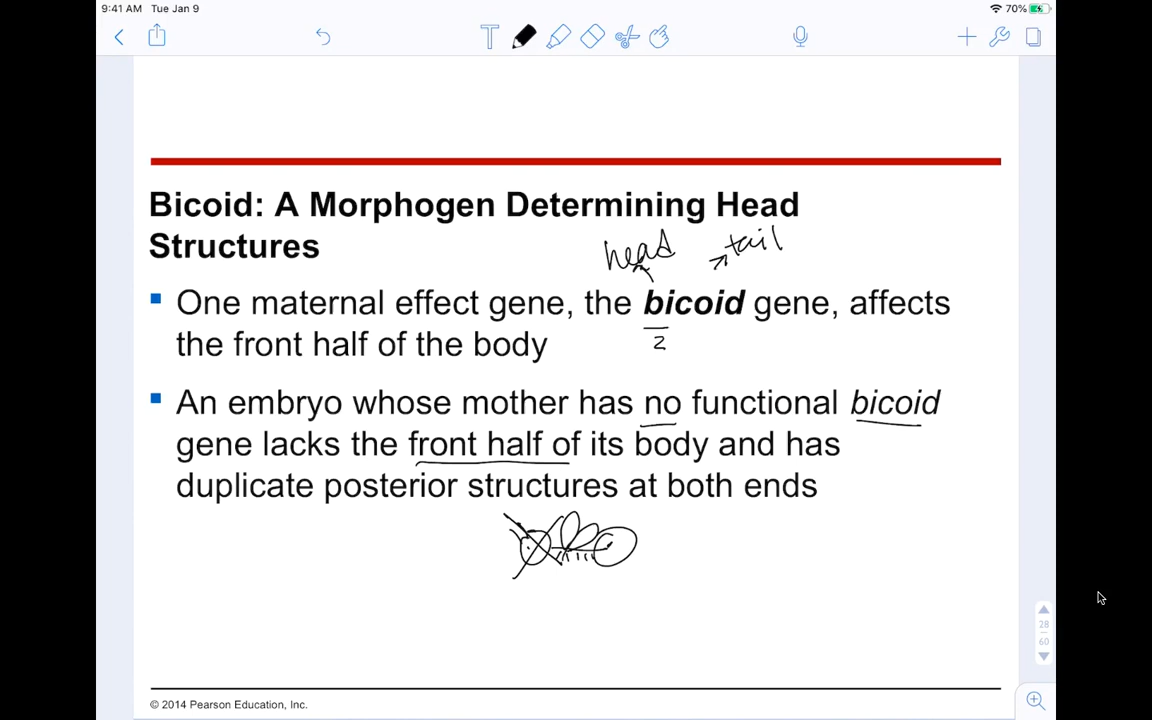 9:41 AM Tue Jan 9
70%
Bicoid: A Morphogen Determining Head
Structures
head tail
One maternal effect gene, the bicoid gene, affects
the front half of the body
2
An embryo whose mother has no functional bicoid
gene lacks the front half of its body and has
duplicate posterior structures at both ends
28
60
© 2014 Pearson Education, Inc.